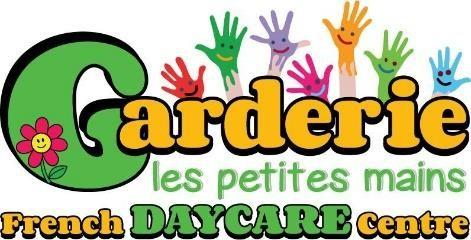 Garderie
les petites mains
French DAYCARE Centre